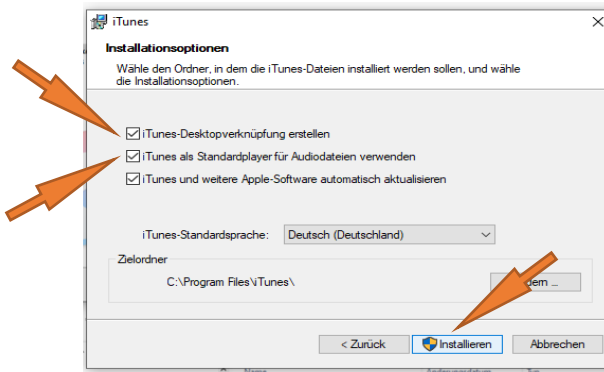 iTunes
Installationsoptionen
Wähle den Ordner, in dem die iTunes-Dateien installiert werden sollen, und wähle
die Installationsoptionen.
iTunes-Desktopverknüpfung erstellen
iTunes als Standardplayer für Audiodateien verwenden
iTunes und weitere Apple-Software automatisch aktualisieren
iTunes-Standardsprache: Deutsch (Deutschland)
Zielordner
C:\Program Files\iTunes\
< Zurück Installieren Abbrechen